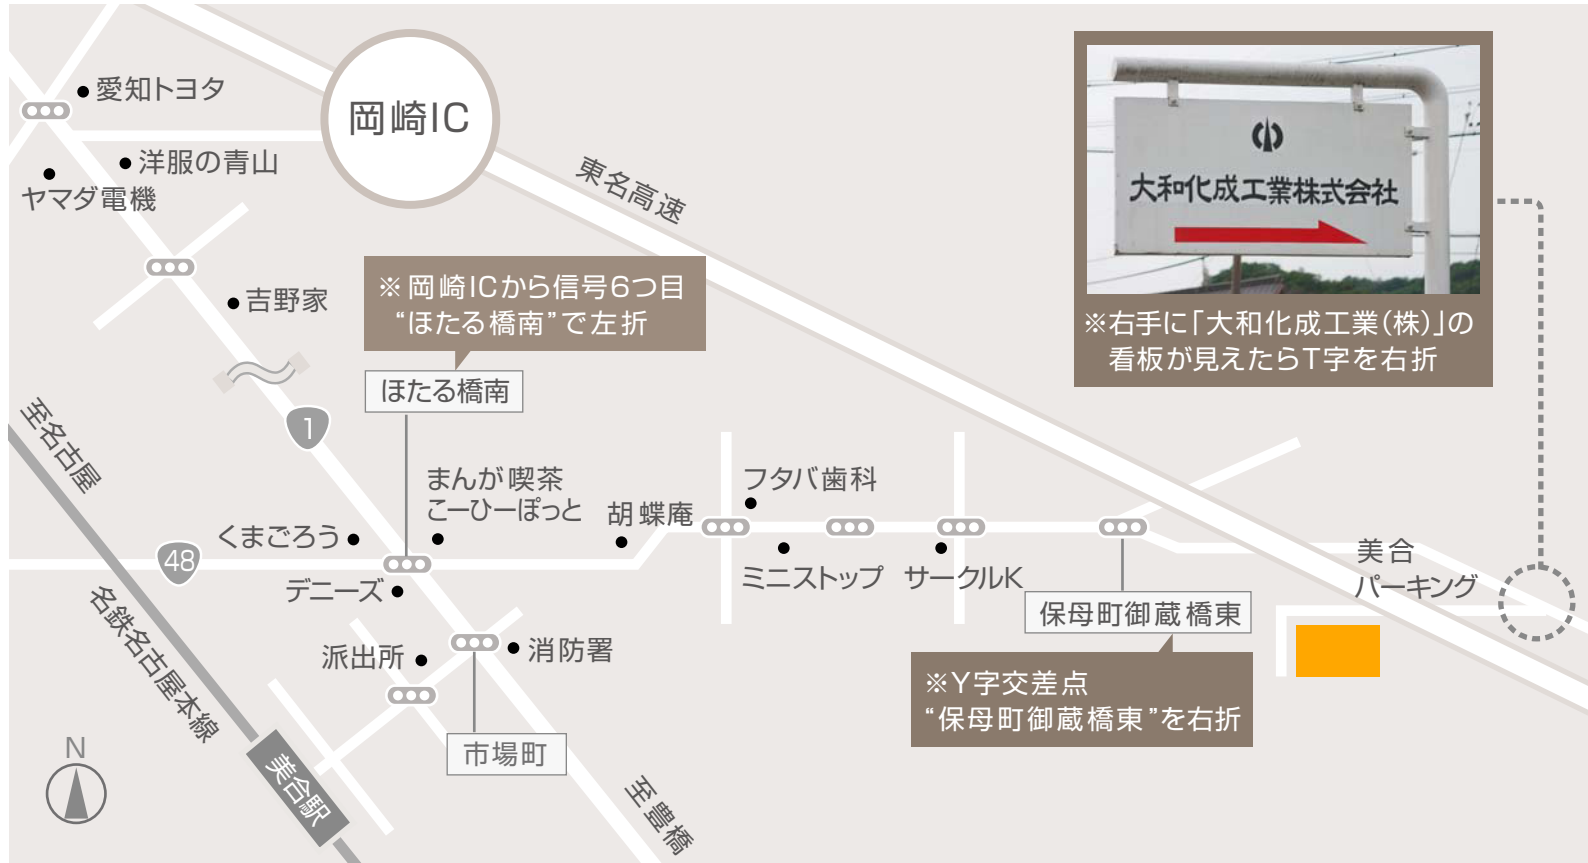 愛知トヨタ
洋服の青山
ヤマダ電機
岡崎IC
東名高速
大和化成工業株式会社
※右手に「大和化成工業(株)」の
看板が見えたらT字を右折
吉野家
※岡崎ICから信号6つ目
“ほたる橋南”で左折
ほたる橋南
1
至名古屋
まんが喫茶
こーひーぽっと
胡蝶庵
フタバ歯科
くまごろう
48
デニーズ
ミニストップ
サークルK
美合
パーキング
保母町御蔵橋東
※Y字交差点
“保母町御蔵橋東”を右折
名鉄名古屋本線
派出所
消防署
市場町
N
美合駅
至豊橋